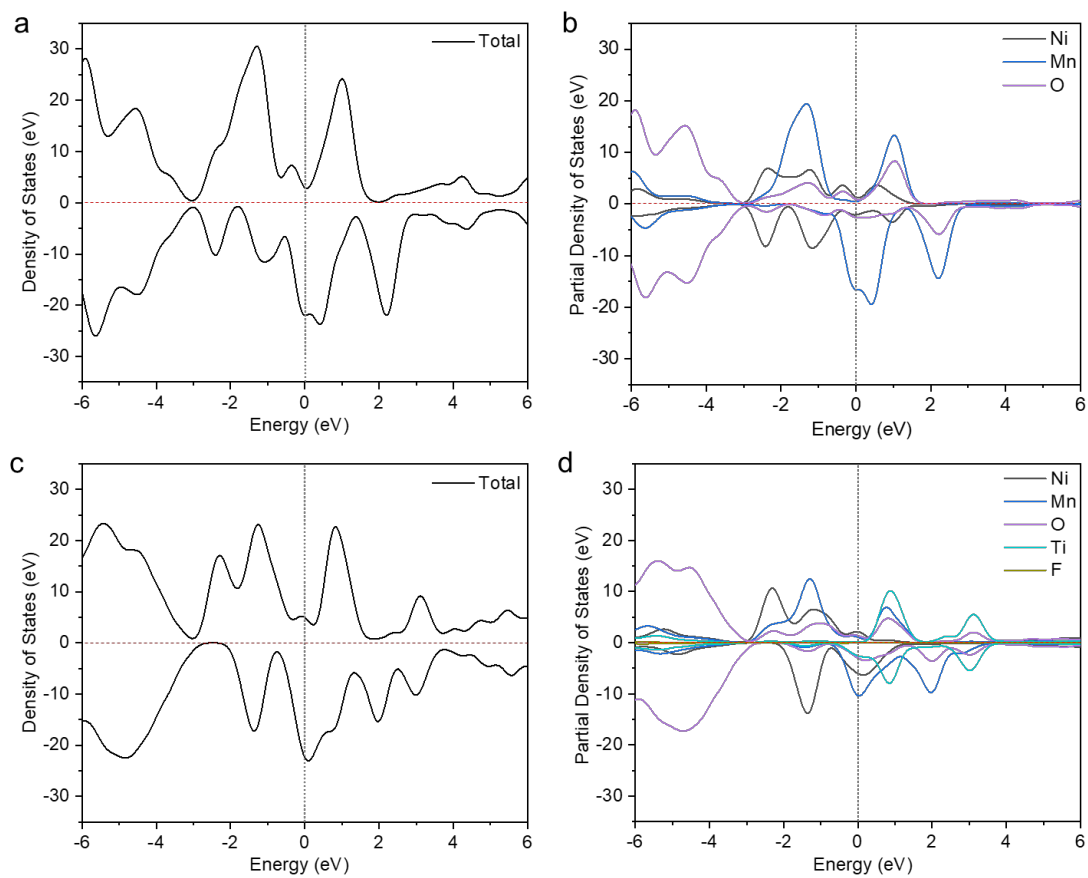 a
Total
Density of States (eV)
30
20
10
0
-10
-20
-30
-6
-4
-2
0
2
4
6
Energy (eV)
b
Ni
Mn
O
Partial Density of States (eV)
30
20
10
0
-10
-20
-30
-6
-4
-2
0
2
4
6
Energy (eV)
c
Total
Density of States (eV)
30
20
10
0
-10
-20
-30
-6
-4
-2
0
2
4
6
Energy (eV)
d
Ni
Mn
O
Ti
F
Partial Density of States (eV)
30
20
10
0
-10
-20
-30
-6
-4
-2
0
2
4
6
Energy (eV)